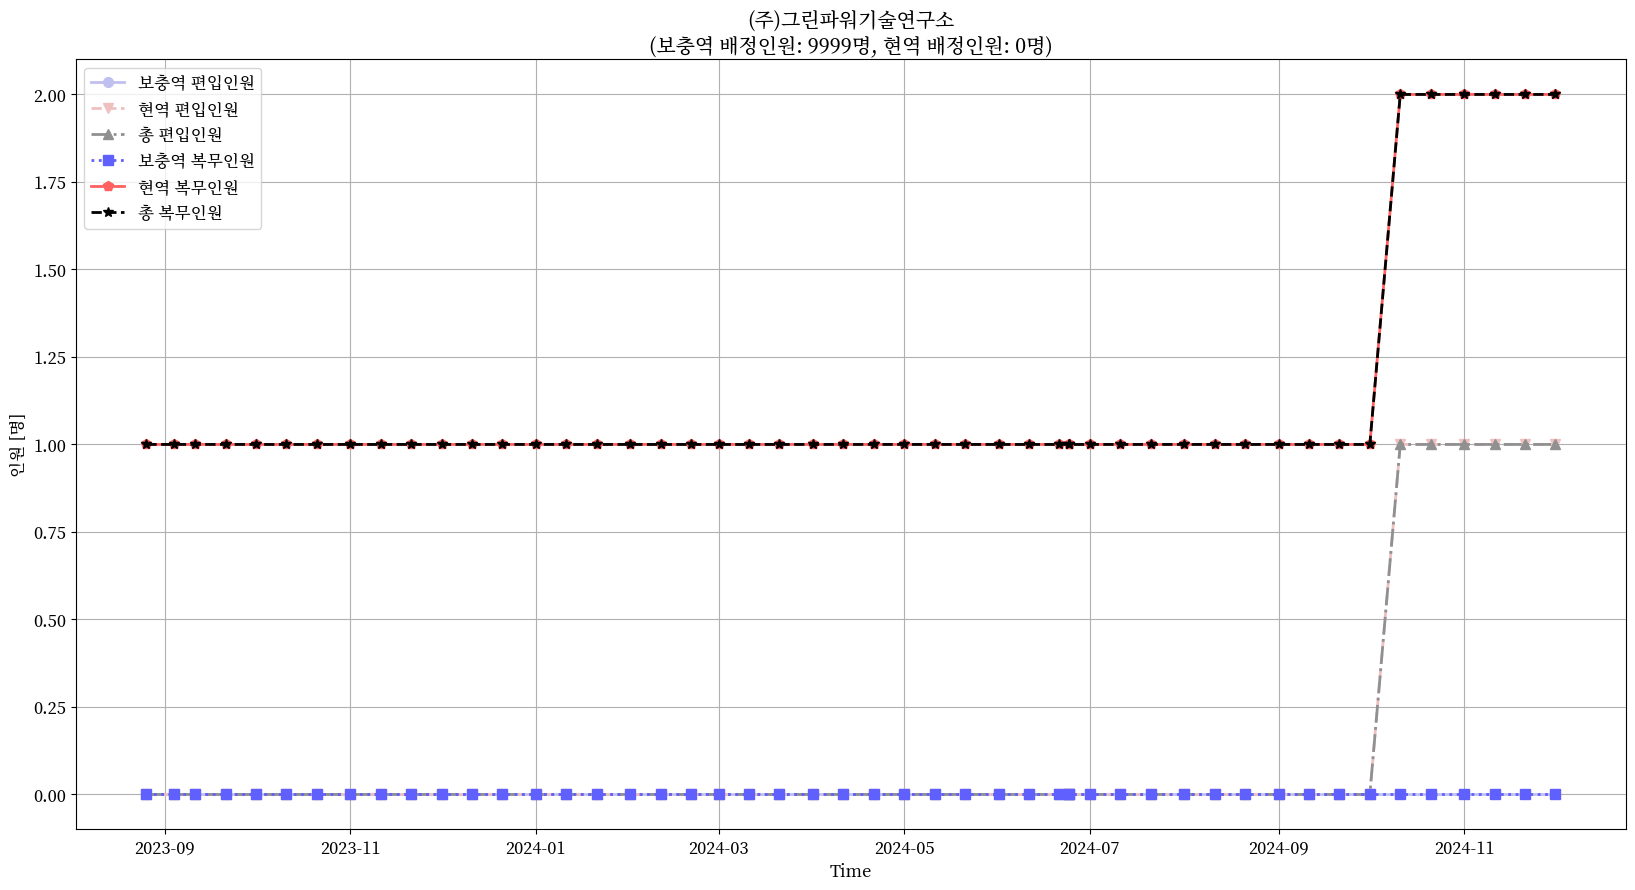 (주)그린파워기술연구소
(보충역 배정인원: 9999명, 현역 배정인원: 0명)
보충역 편입인원
현역 편입인원
총 편입인원
보충역 복무인원
현역 복무인원
총 복무인원
2.00
1.75
1.50
1.25
1.00
0.75
0.50
0.25
0.00
인원 [명]
2023-09 2023-11 2024-01 2024-03 2024-05 2024-07 2024-09 2024-11
Time